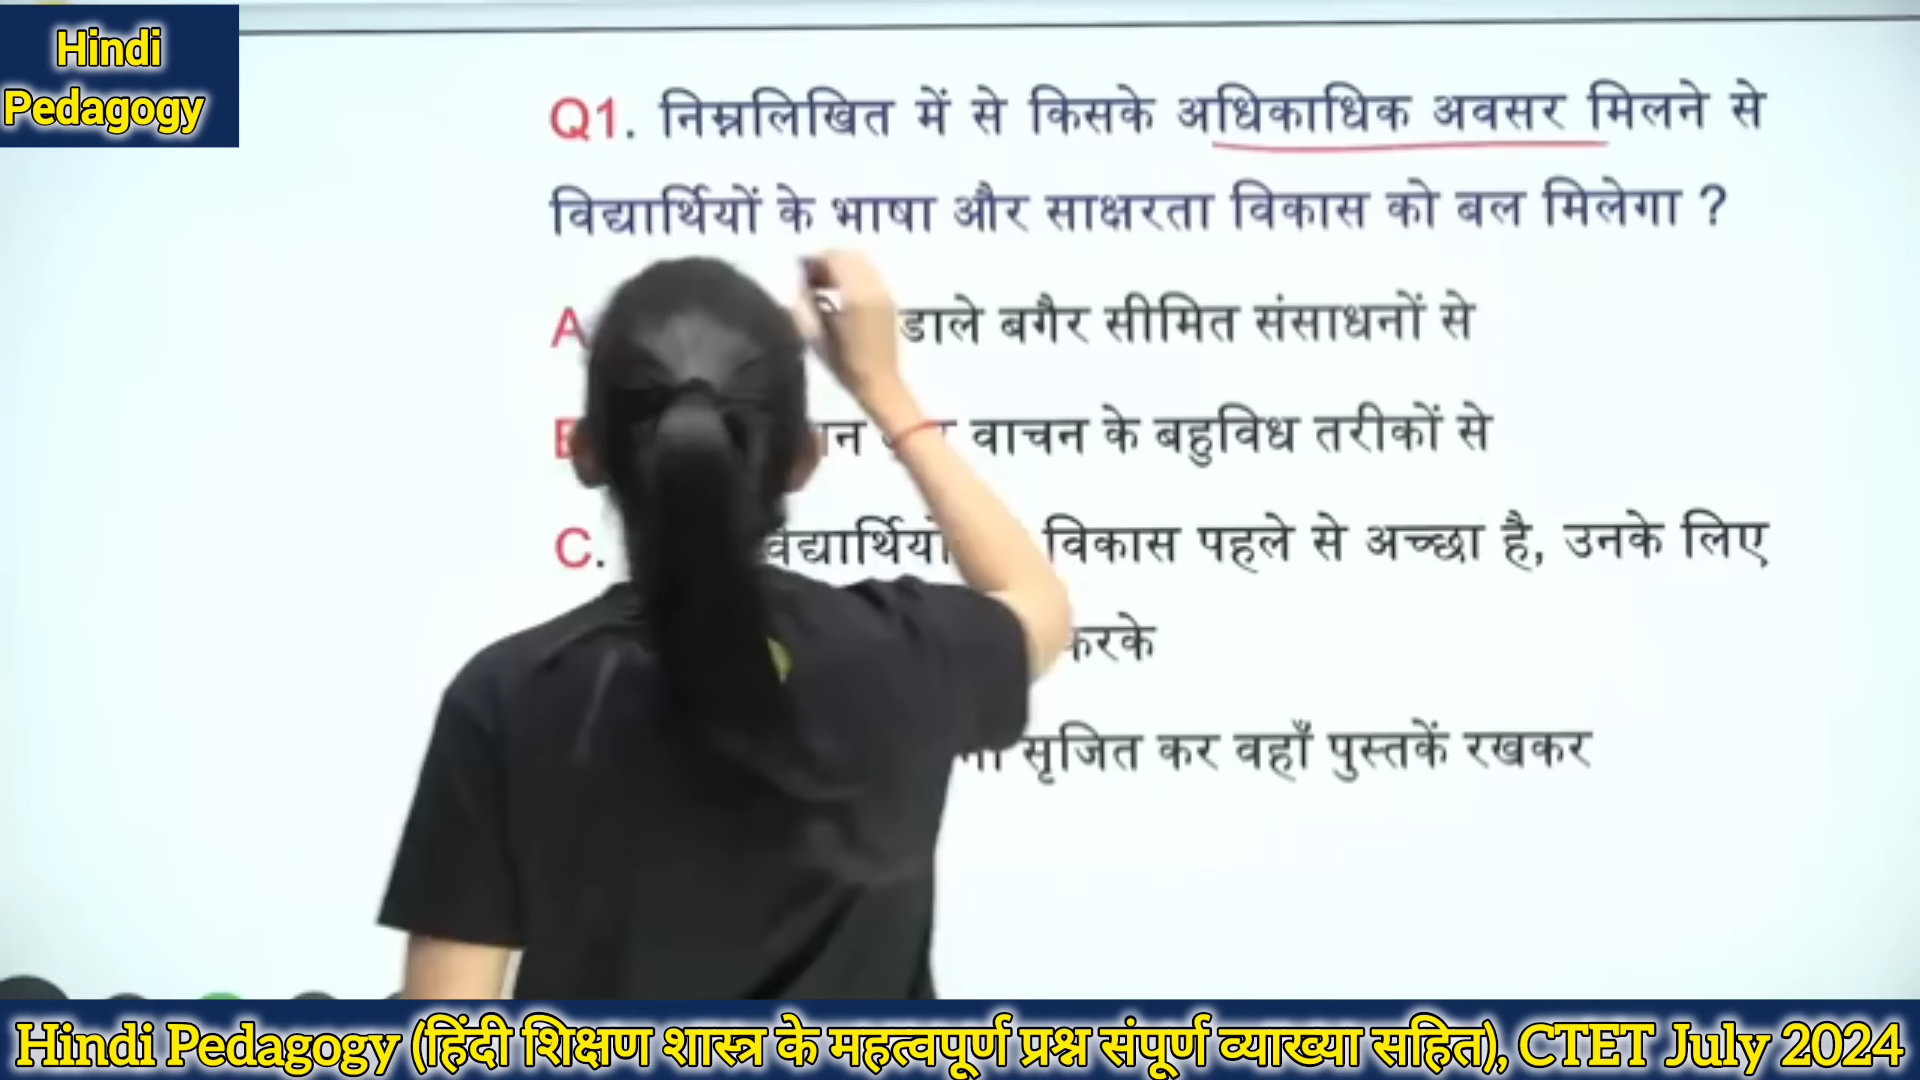 Hindi
Pedagogy
Q1. निम्नलिखित में से किसके अधिकाधिक अवसर मिलने से
विद्यार्थियों के भाषा और साक्षरता विकास को बल मिलेगा ?
A डाले बगैर सीमित संसाधनों से
वाचन के बहुविध तरीकों से
C. विकास पहले से अच्छा है, उनके लिए
करके
सृजित कर वहाँ पुस्तकें रखकर
Hindi Pedagogy (हिंदी शिक्षण शास्त्र के महत्वपूर्ण प्रश्न संपूर्ण व्याख्या सहित), CTET July 2024